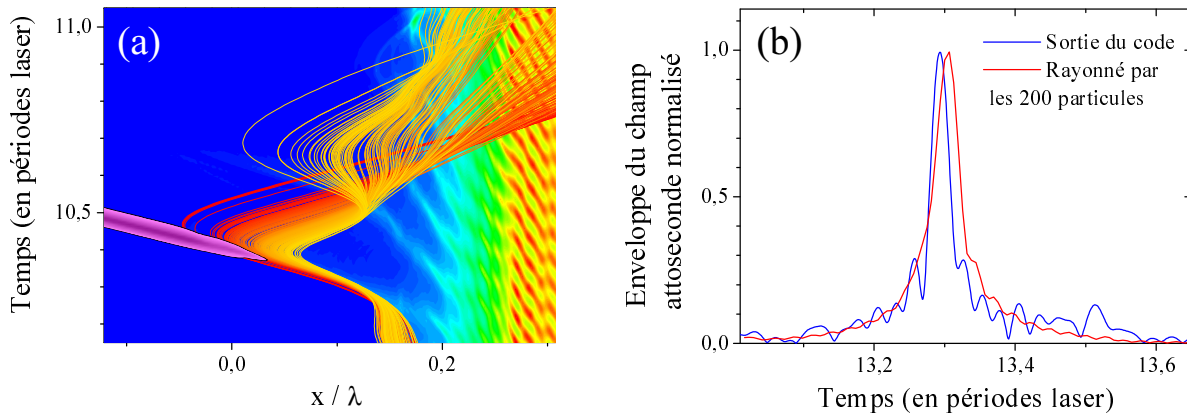 (a)
Temps (en périodes laser)
11,0
10,5
0,0
0,2
x / λ
(b)
Enveloppe du champ
attoseconde normalisé
1,0
0,5
0,0
Sortie du code
Rayonné par
les 200 particules
13,2
13,4
13,6
Temps (en périodes laser)